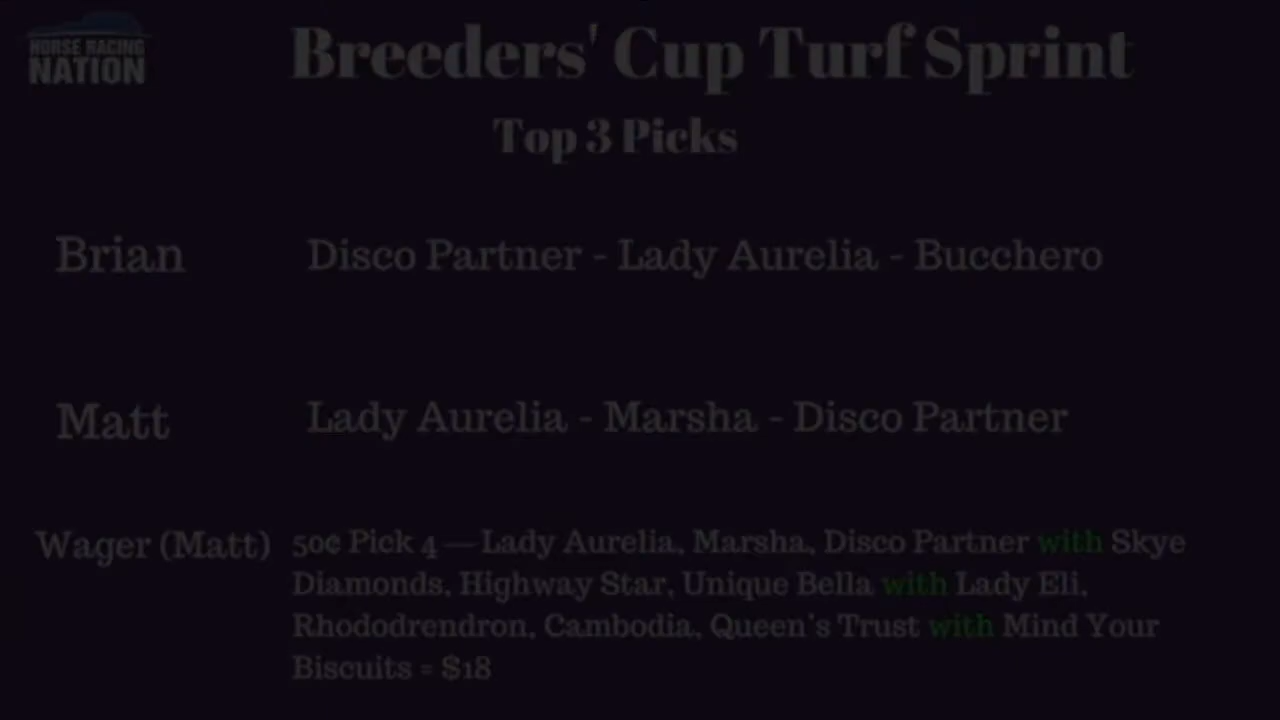 HORSE RACING
NATION
Breeders' Cup Turf Sprint
Top 3 Picks
Brian
Disco Partner - Lady Aurelia - Bucchero
Matt
Lady Aurelia - Marsha - Disco Partner
Wager (Matt)
50¢ Pick 4 — Lady Aurelia, Marsha, Disco Partner with Skye
Diamonds, Highway Star, Unique Bella with Lady Eli,
Rhododrendron, Cambodia, Queen's Trust with Mind Your
Biscuits = $18